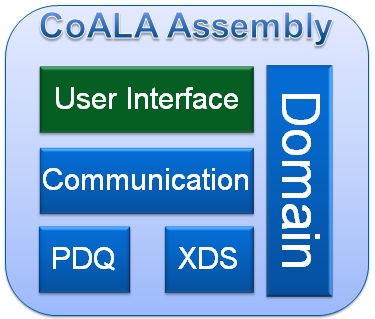 CoALA Assembly
User Interface
Communication
PDQ
XDS
Domain